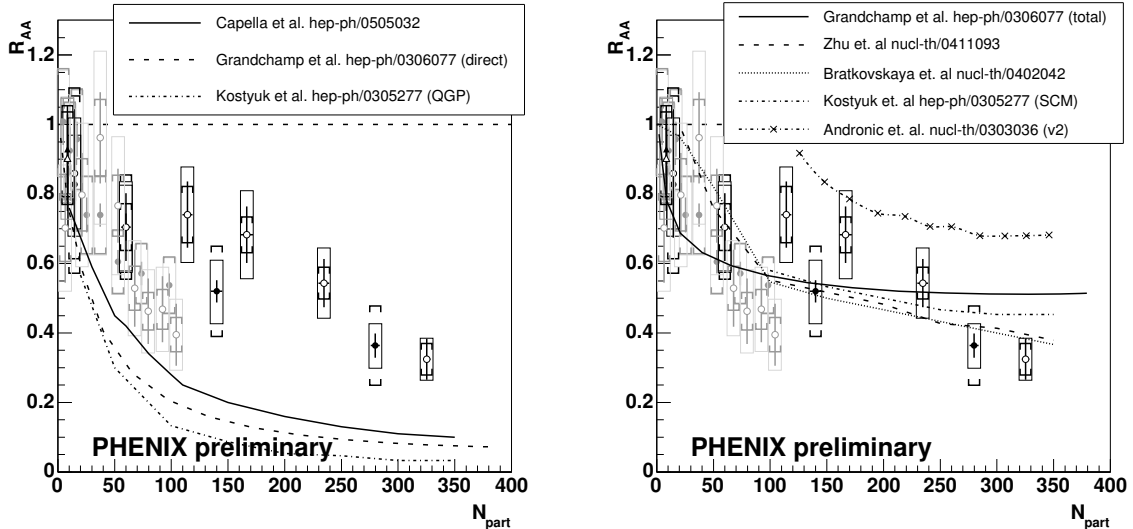 R_AA
Capella et al. hep-ph/0505032
Grandchamp et al. hep-ph/0306077 (direct)
Kostyuk et al. hep-ph/0305277 (QGP)
1.2
1
0.8
0.6
0.4
0.2
0
PHENIX preliminary
0 50 100 150 200 250 300 350 400
N_part
R_AA
Grandchamp et al. hep-ph/0306077 (total)
Zhu et. al nucl-th/0411093
Bratkovskaya et. al nucl-th/0402042
Kostyuk et. al hep-ph/0305277 (SCM)
Andronic et. al. nucl-th/0303036 (v2)
1.2
1
0.8
0.6
0.4
0.2
0
PHENIX preliminary
0 50 100 150 200 250 300 350 400
N_part